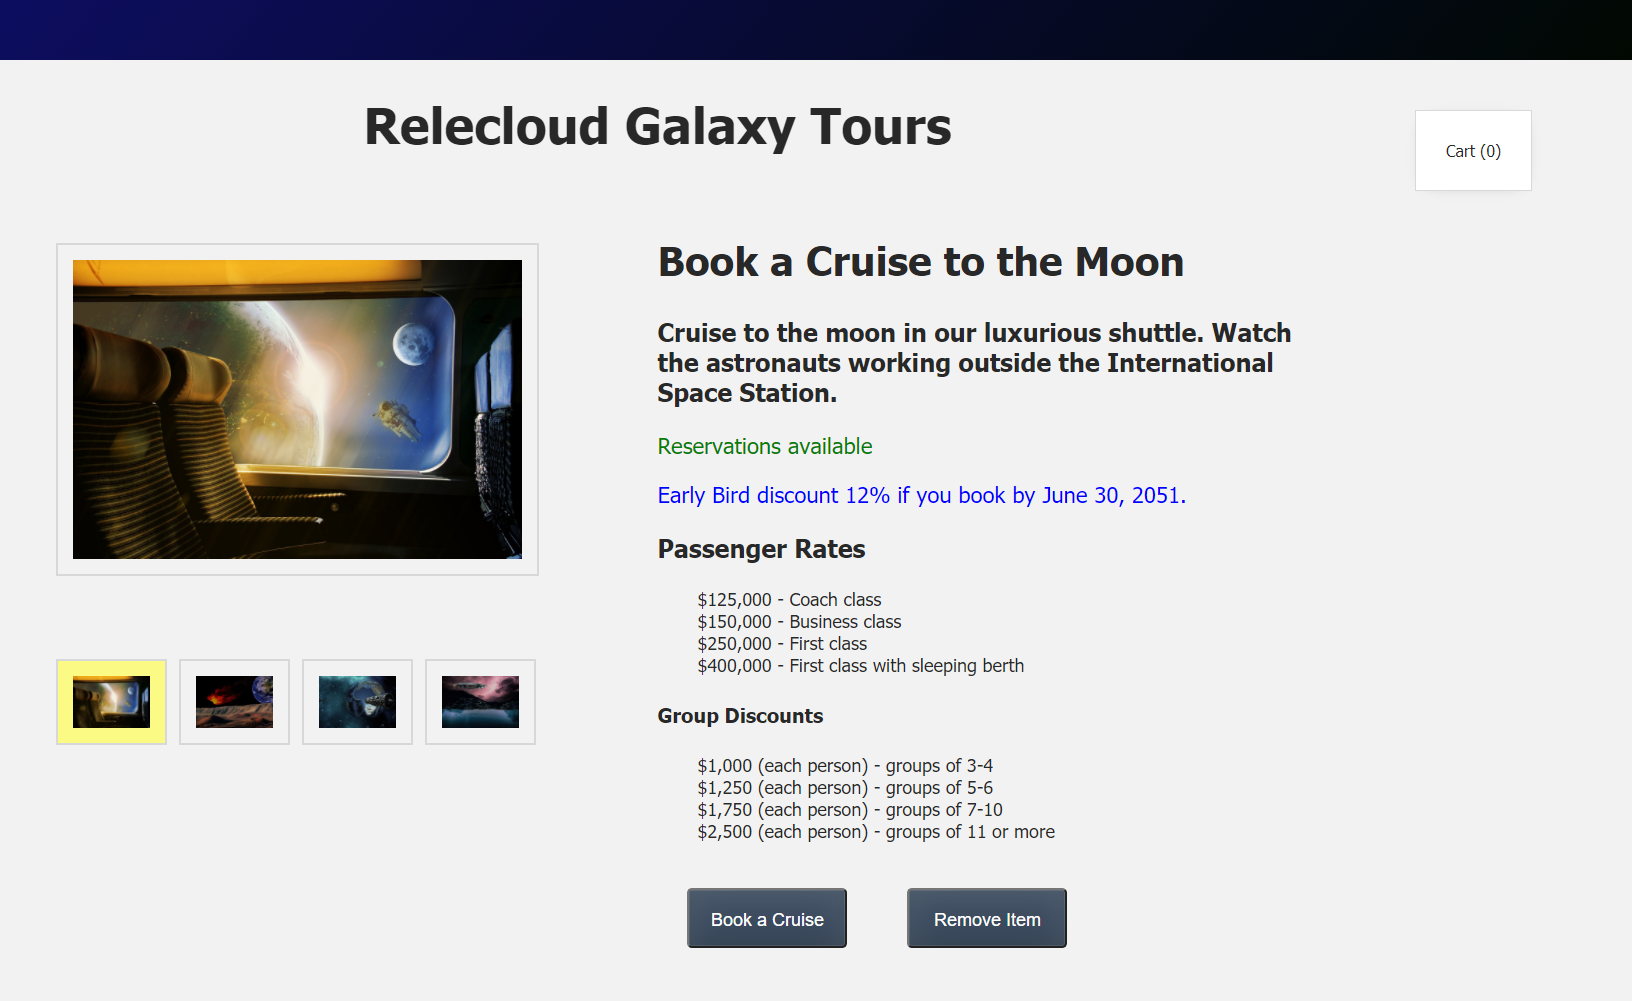 Relecloud Galaxy Tours
Cart (0)
Book a Cruise to the Moon
Cruise to the moon in our luxurious shuttle. Watch
the astronauts working outside the International
Space Station.
Reservations available
Early Bird discount 12% if you book by June 30, 2051.
Passenger Rates
$125,000 - Coach class
$150,000 - Business class
$250,000 - First class
$400,000 - First class with sleeping berth
Group Discounts
$1,000 (each person) - groups of 3-4
$1,250 (each person) - groups of 5-6
$1,750 (each person) - groups of 7-10
$2,500 (each person) - groups of 11 or more
Book a Cruise
Remove Item